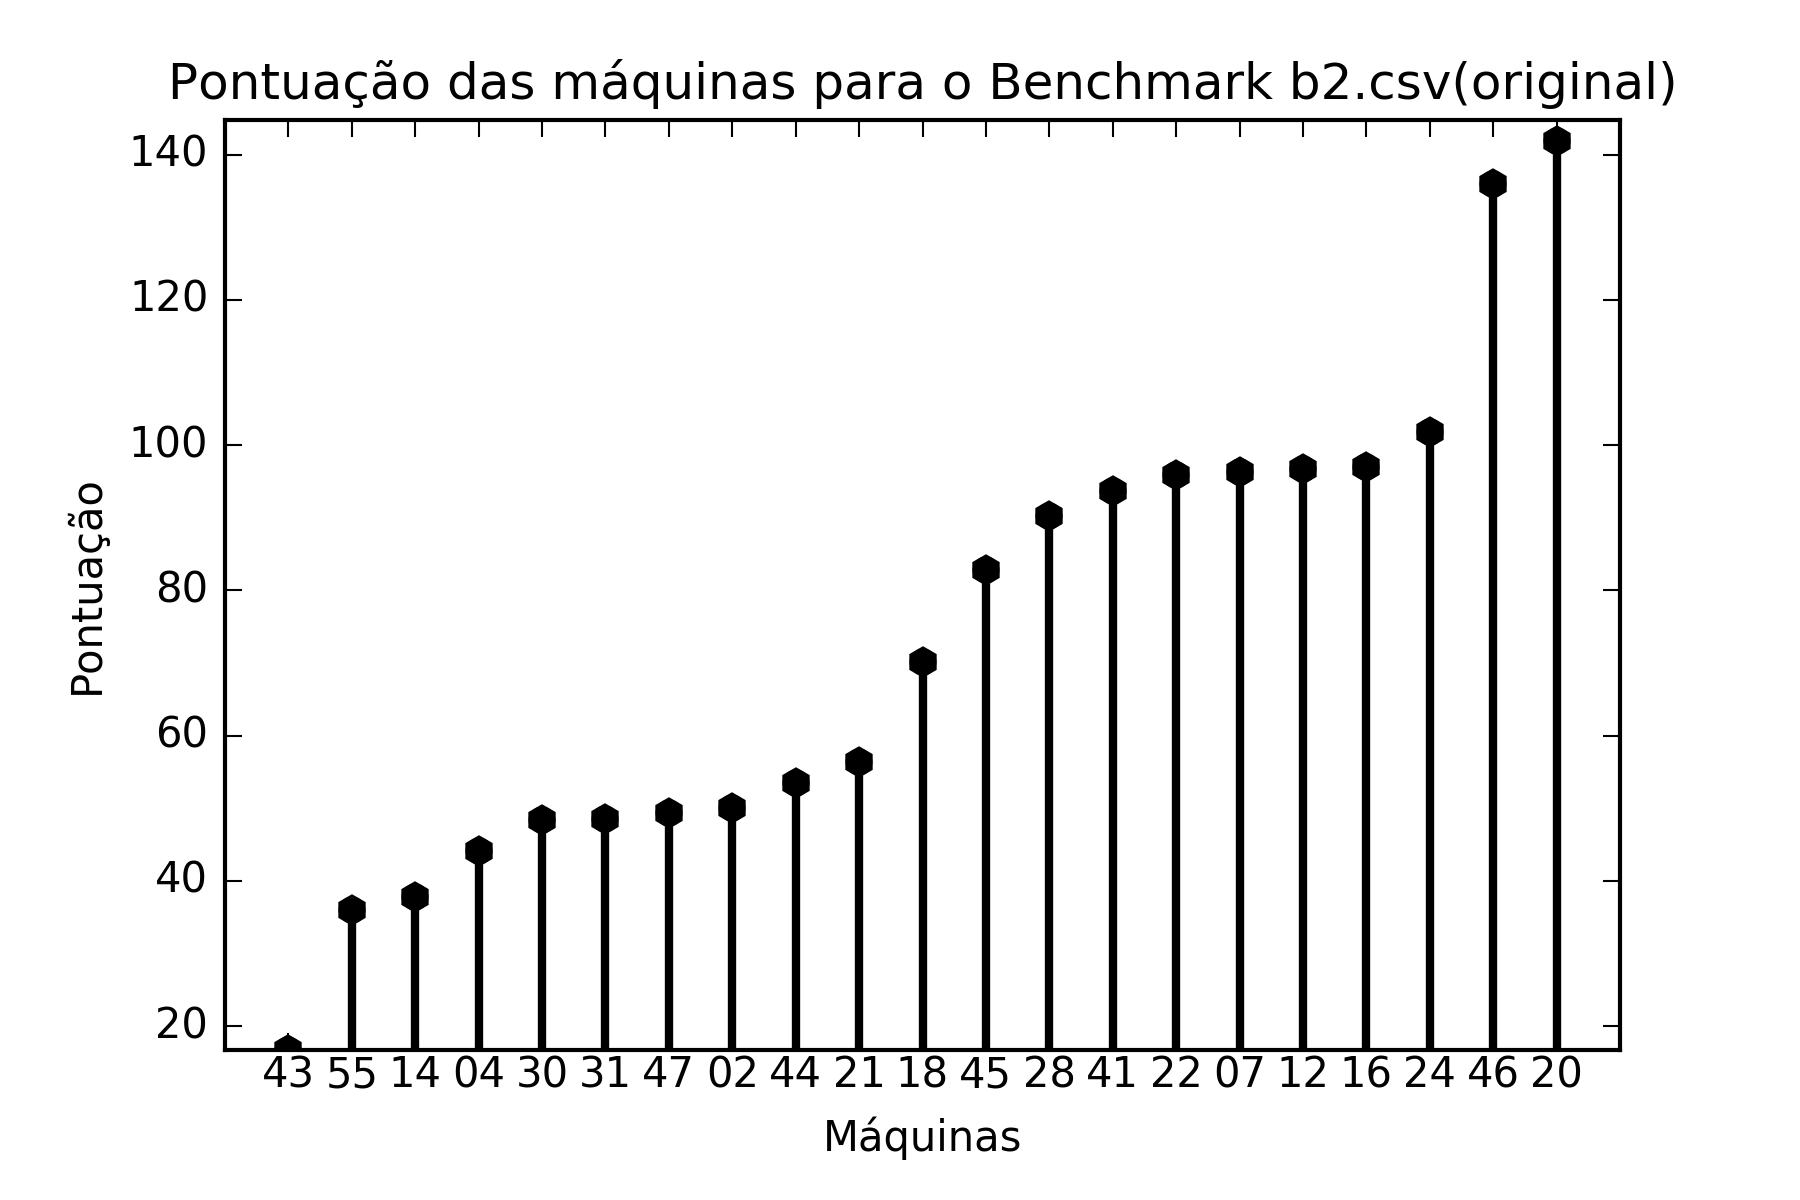 Pontuação das máquinas para o Benchmark b2.csv(original)
140
120
100
80
60
40
20
Pontuação
43 55 14 04 30 31 47 02 44 21 18 45 28 41 22 07 12 16 24 46 20
Máquinas